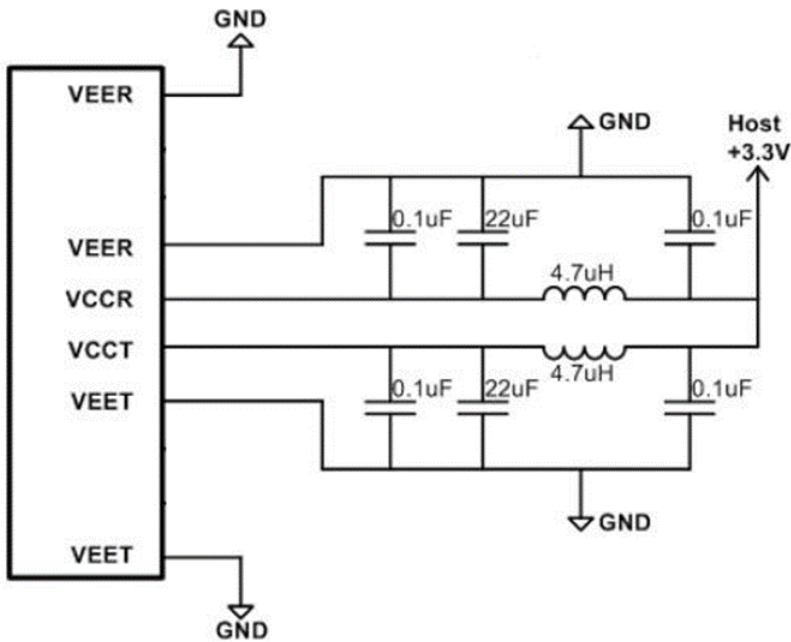 GND
VEER
GND
Host
+3.3V
0.1uF
22uF
0.1uF
VEER
4.7uH
VCCR
VCCT
4.7uH
0.1uF
22uF
0.1uF
VEET
GND
VEET
GND